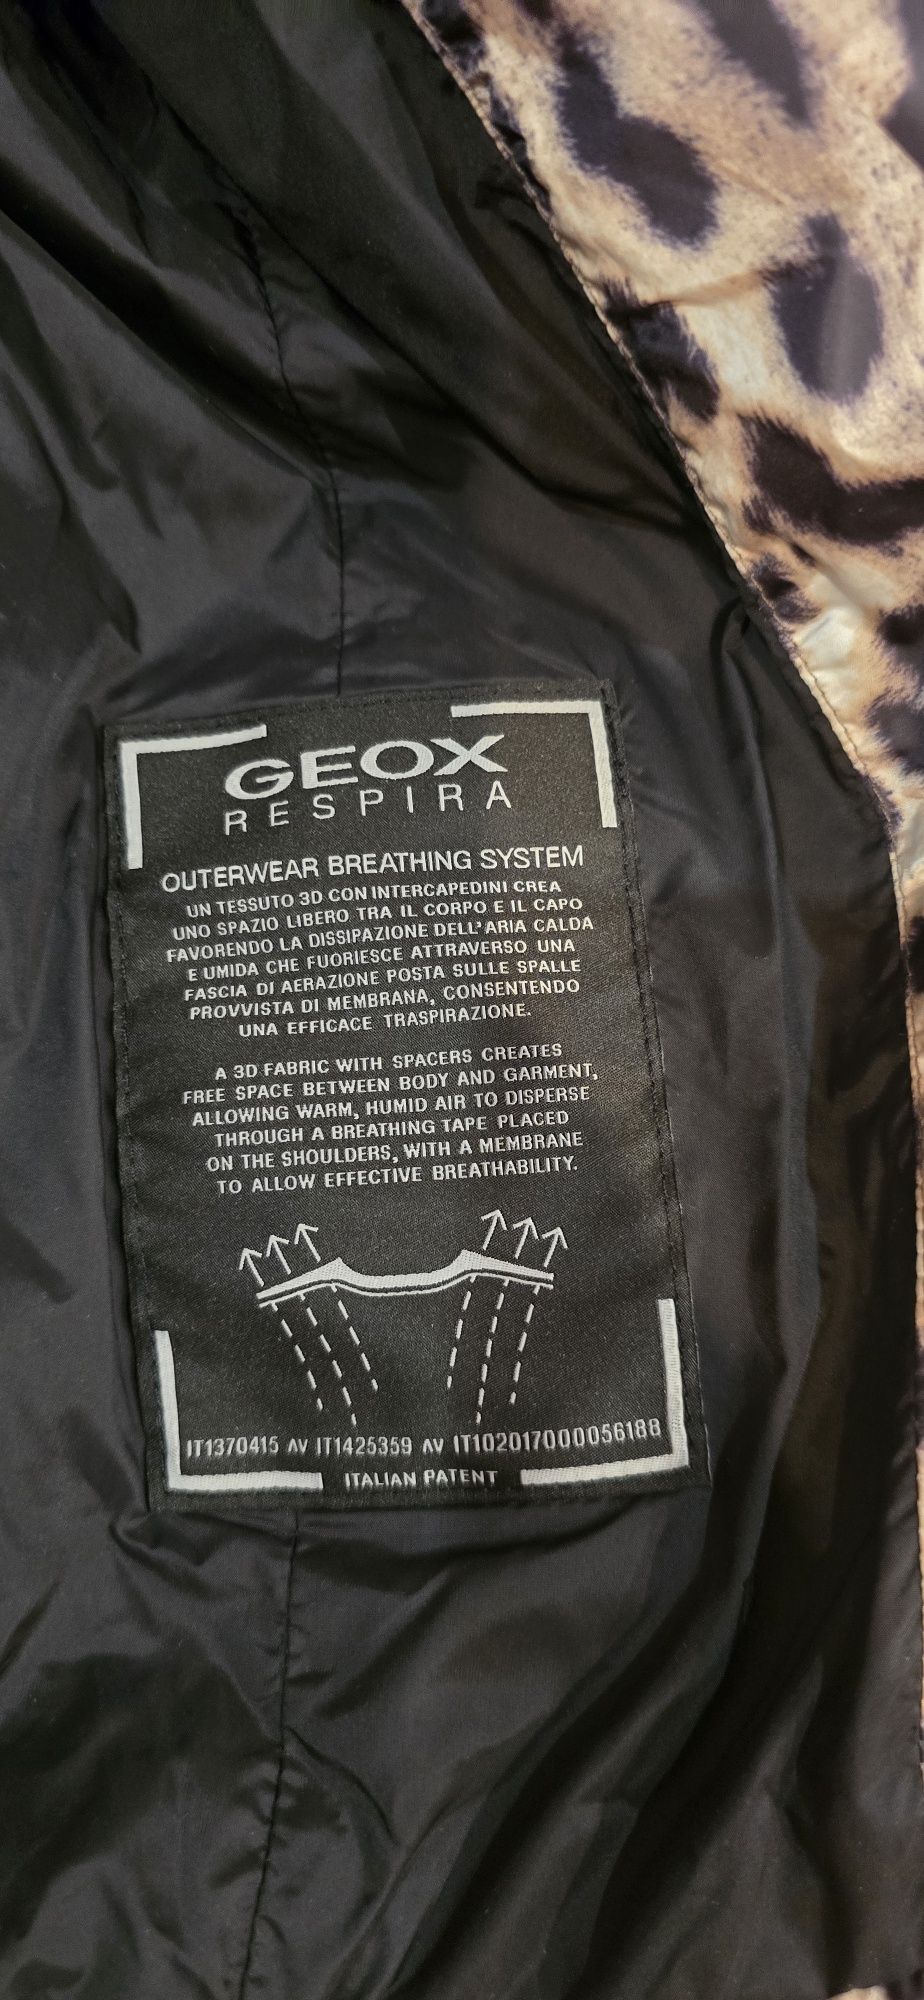 GEOX
RESPIRA
OUTERWEAR BREATHING SYSTEM
UN TESSUTO 3D CON INTERCAPEDINI CREA
UNO SPAZIO LIBERO TRA IL CORPO E IL CAPO
FAVORENDO LA DISSIPAZIONE DELL'ARIA CALDA
E UMIDA CHE FUORIESCE ATTRAVERSO UNA
FASCIA DI AERAZIONE POSTA SULLE SPALLE
PROVVISTA DI MEMBRANA, CONSENTENDO
UNA EFFICACE TRASPIRAZIONE.
A 3D FABRIC WITH SPACERS CREATES
FREE SPACE BETWEEN BODY AND GARMENT,
ALLOWING WARM, HUMID AIR TO DISPERSE
THROUGH A BREATHING TAPE PLACED
ON THE SHOULDERS, WITH A MEMBRANE
TO ALLOW EFFECTIVE BREATHABILITY.
IT1370415 AV IT1425359 AV IT102017000056188
ITALIAN PATENT